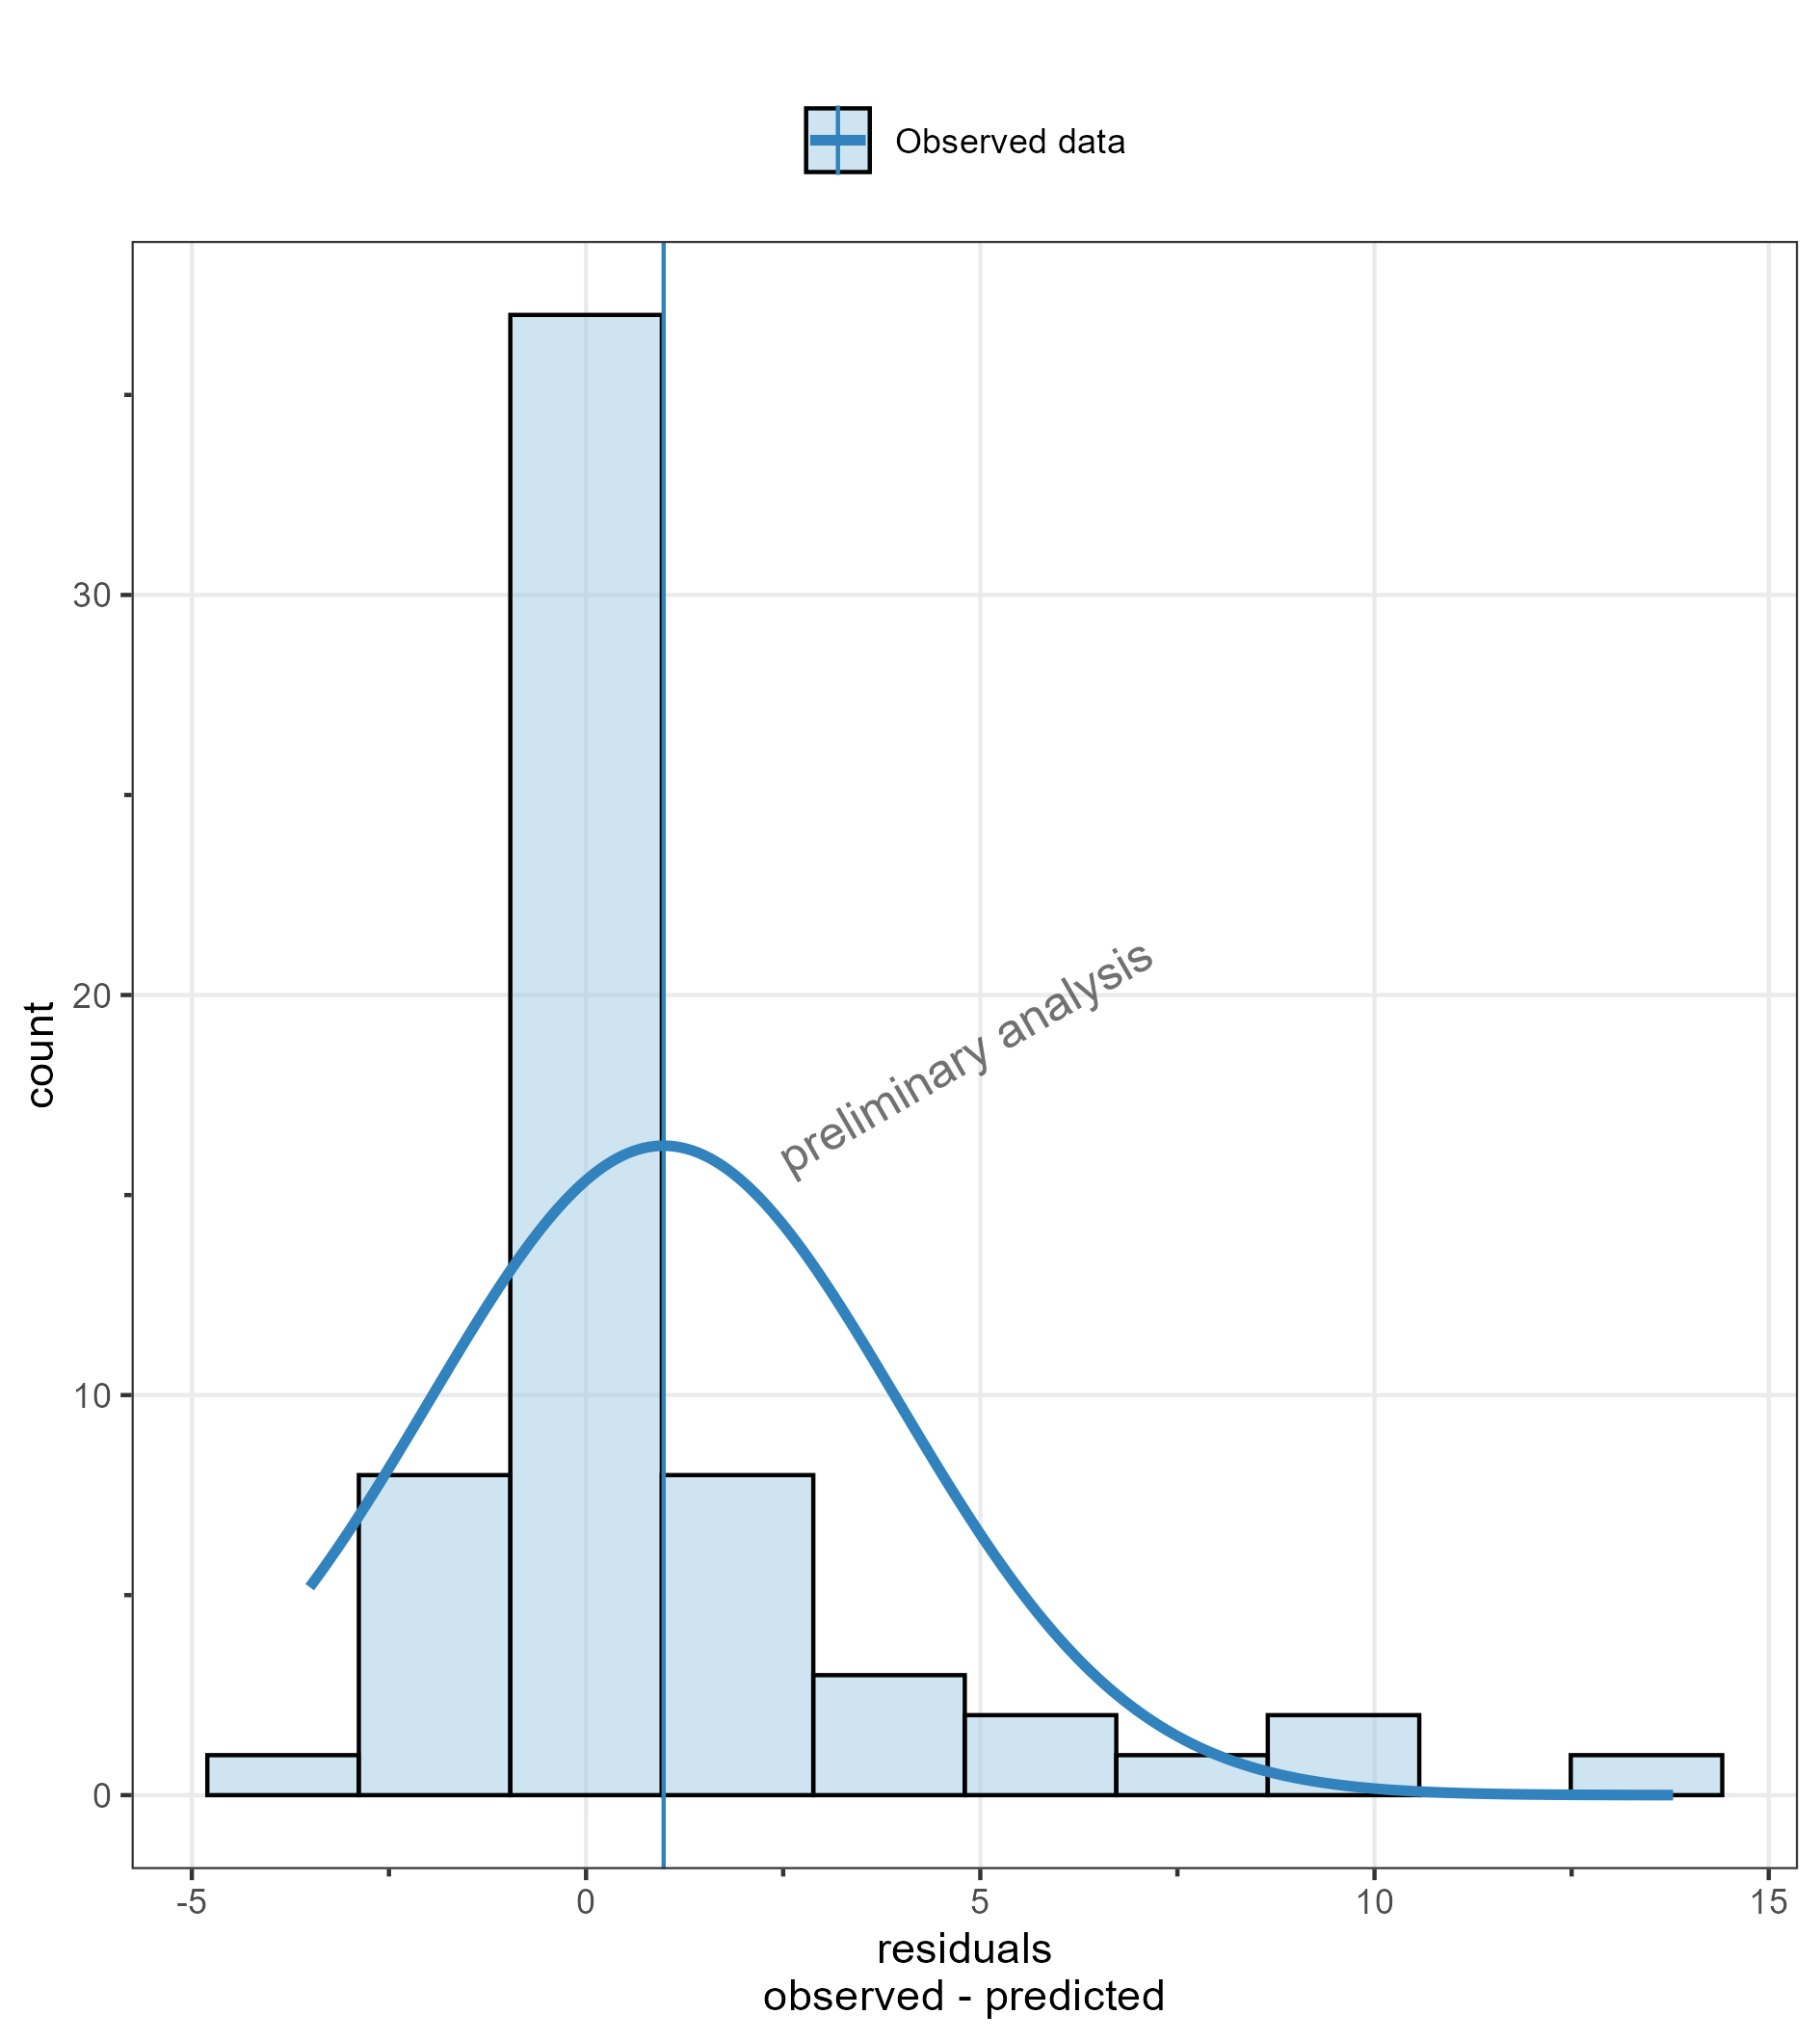 Observed data
30
20
10
0
count
preliminary analysis
-5
0
5
10
15
residuals
observed - predicted